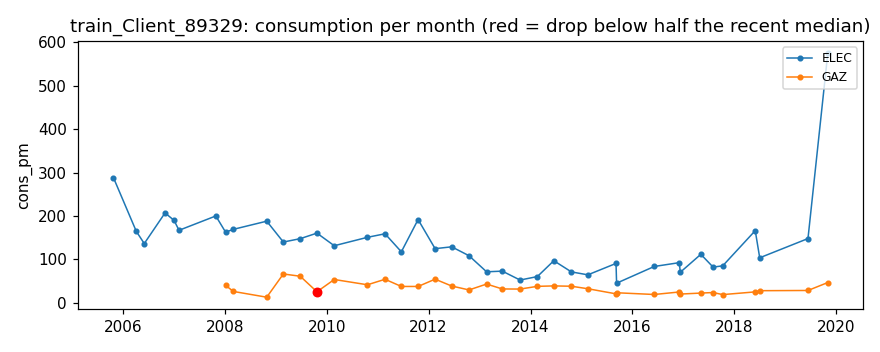 train_Client_89329: consumption per month (red = drop below half the recent median)
600
500
400
300
200
100
0
cons_pm
ELEC
GAZ
2006 2008 2010 2012 2014 2016 2018 2020